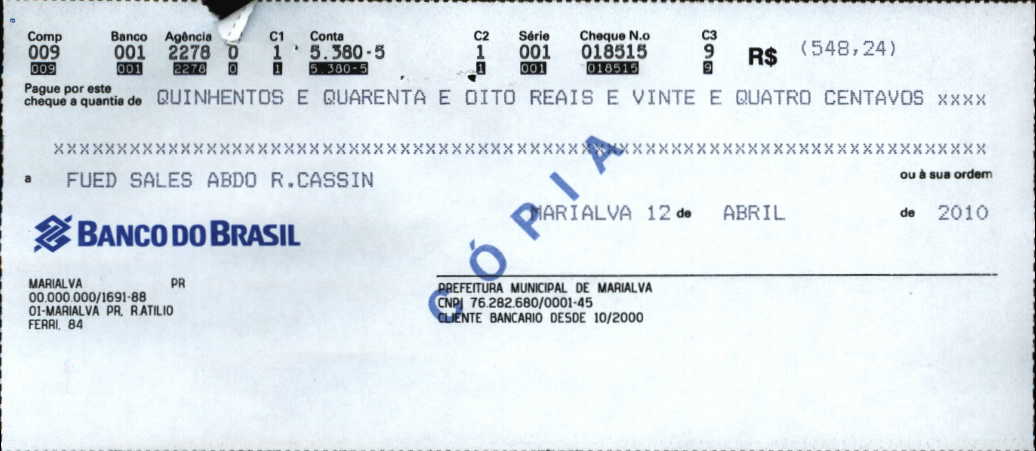 Comp Banco Agência C1 Conta C2 Série Cheque N.o C3
009 001 2278 0 1 5.380-5 1 001 018515 9 R$ (548,24)
009 001 2278 0 1 5.380-5 1 001 018515 9
Pague por este
cheque a quantia de QUINHENTOS E QUARENTA E OITO REAIS E VINTE E QUATRO CENTAVOS xxxx
a FUED SALES ABDO R.CASSIN ou à sua ordem
MARIALVA 12 de ABRIL de 2010
BANCO DO BRASIL
CÓPIA
MARIALVA PR
00.000.000/1691-88
01-MARIALVA PR, R.ATILIO
FERRI, 84
PREFEITURA MUNICIPAL DE MARIALVA
CNPJ 76.282.680/0001-45
CLIENTE BANCARIO DESDE 10/2000